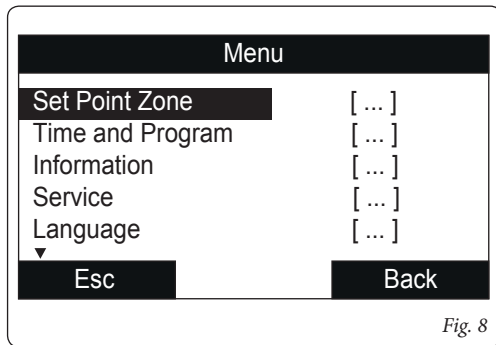 Menu
Set Point Zone [ ... ]
Time and Program [ ... ]
Information [ ... ]
Service [ ... ]
Language [ ... ]
Esc Back
Fig. 8